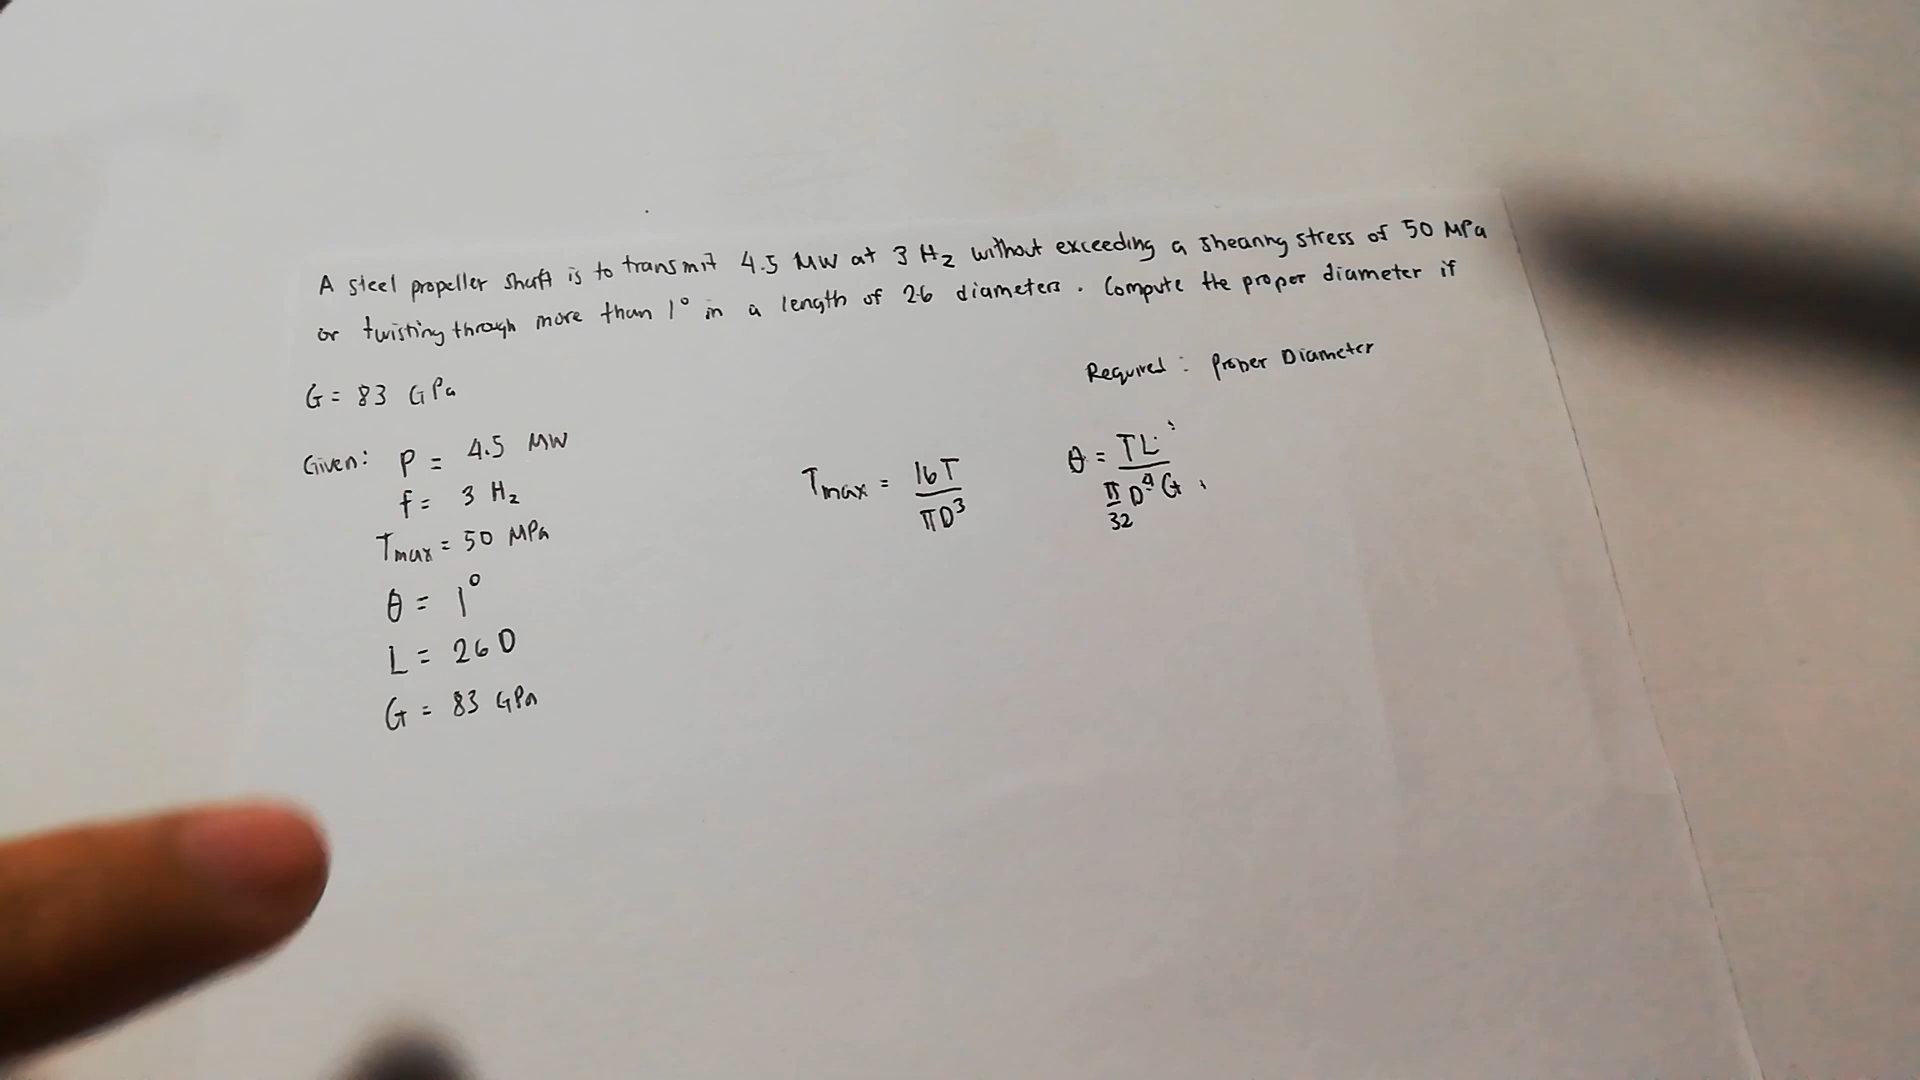 A steel propeller shaft is to transmit 4.5 MW at 3 Hz without exceeding a shearing stress of 50 MPa
or twisting through more than 1° in a length of 26 diameters. Compute the proper diameter if
G = 83 GPa
Required: Proper Diameter
Given: P = 4.5 MW
f = 3 Hz
Tmax = 50 MPa
θ = 1°
L = 26 D
G = 83 GPa
Tmax = 16T / πD³
θ = TL / π/32 D⁴ G